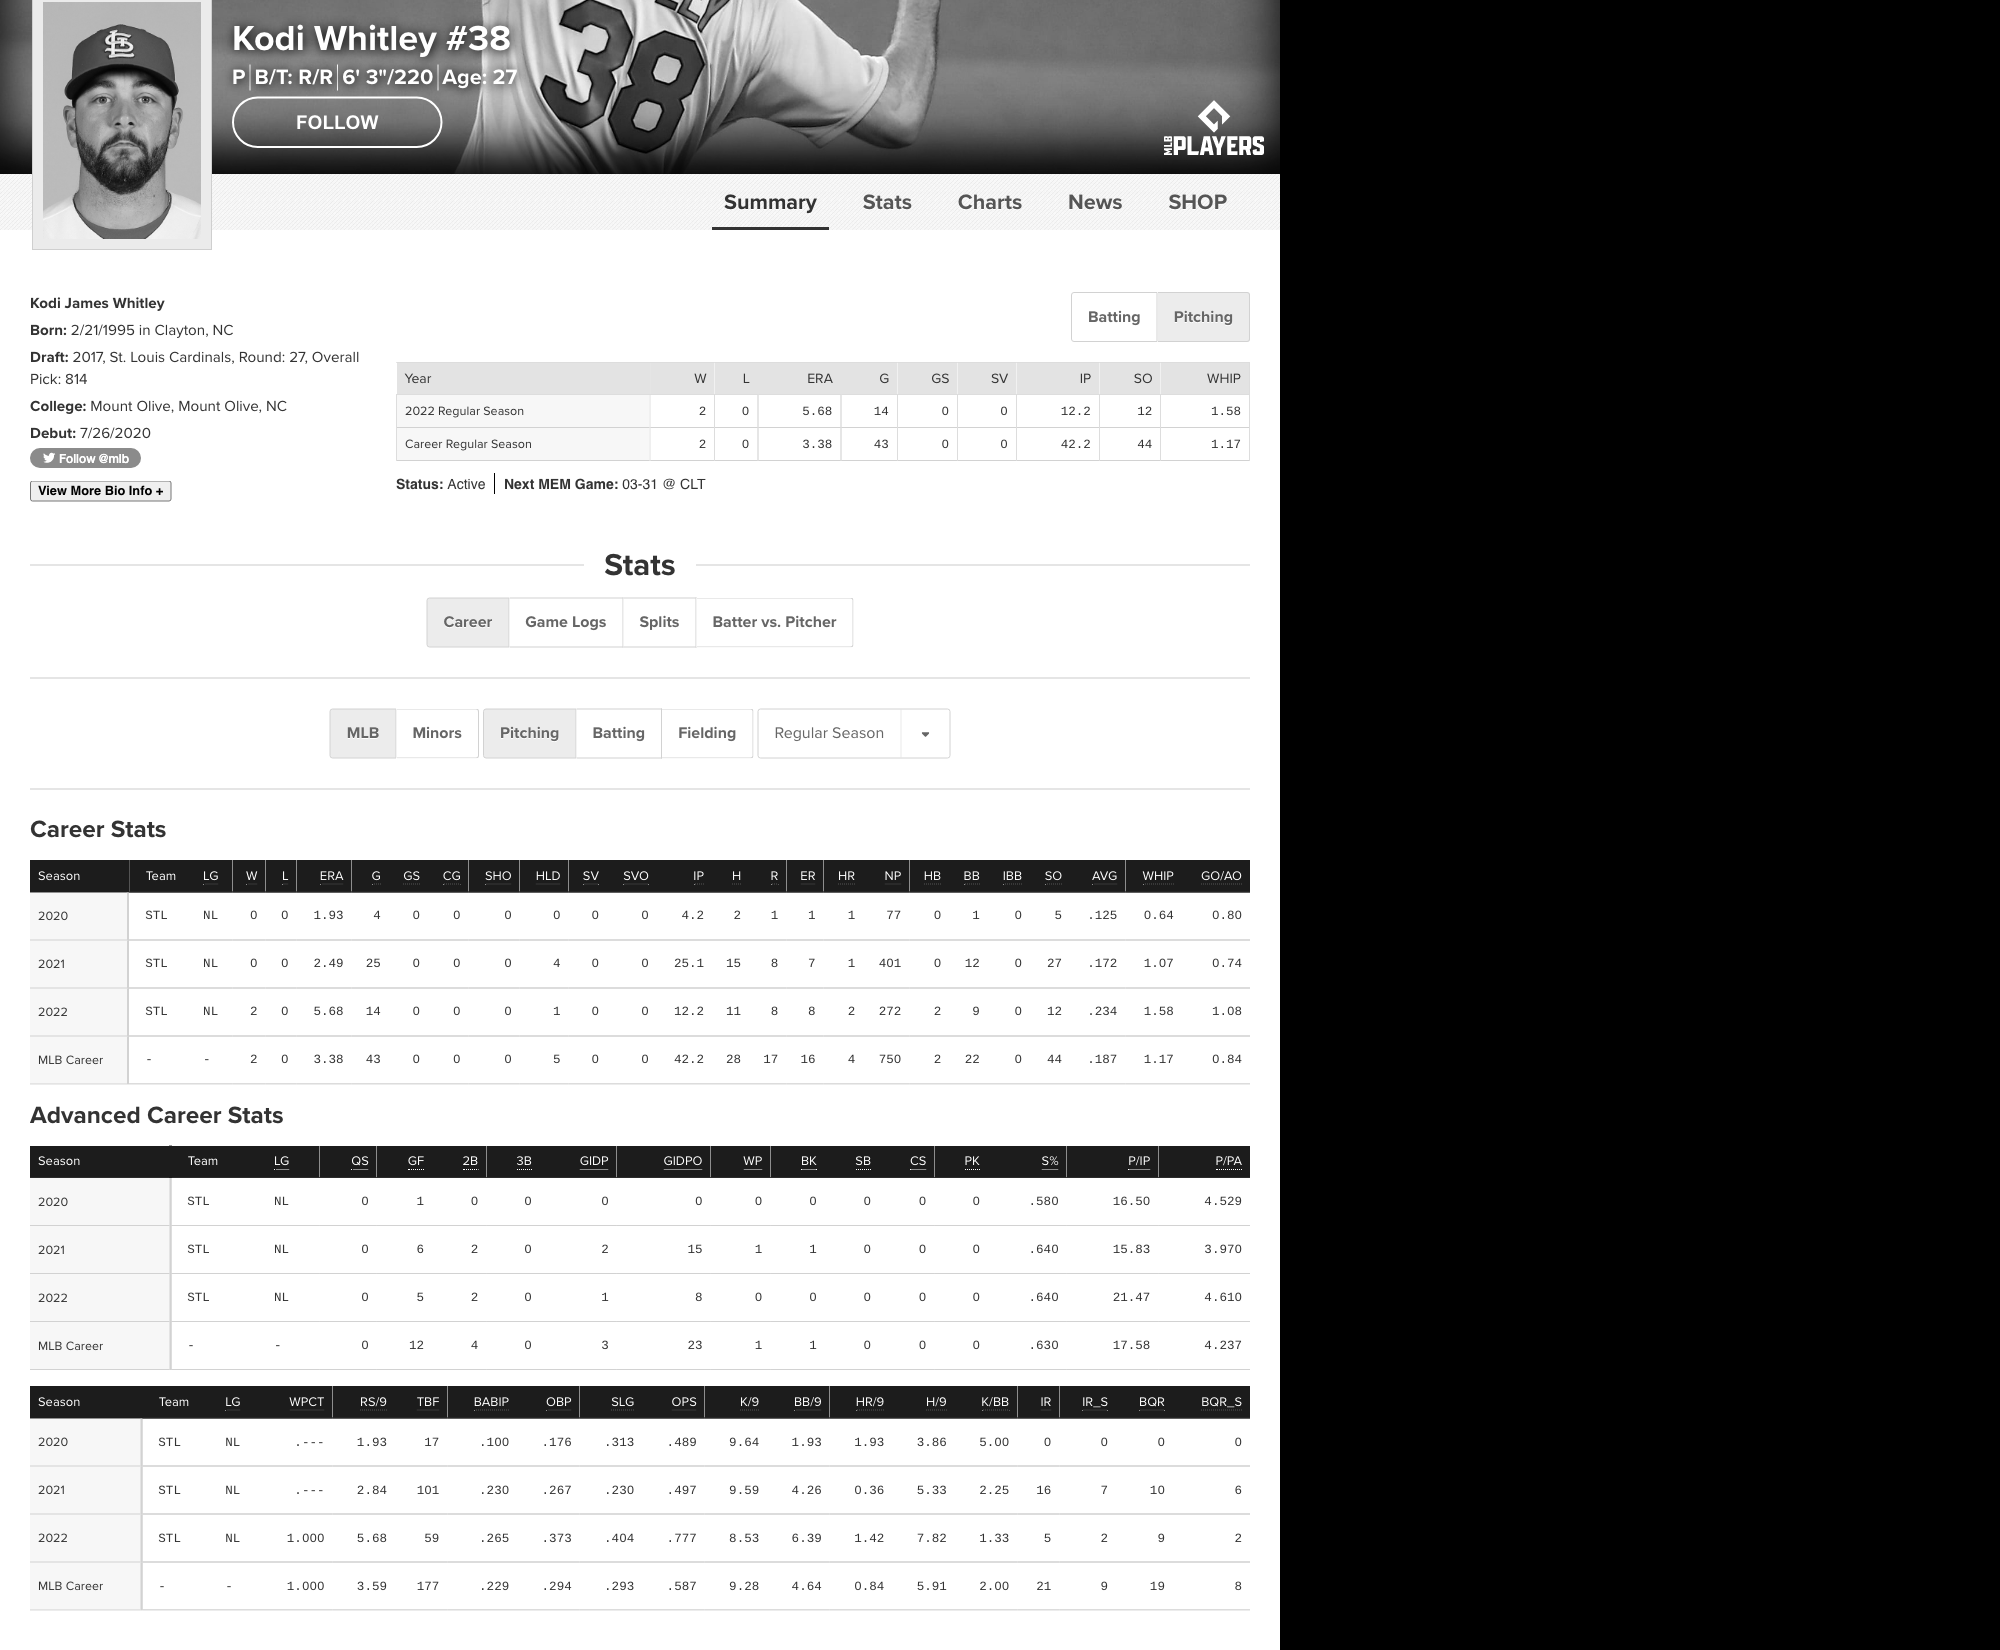 Kodi Whitley #38
P B/T: R/R 6' 3"/220 Age: 27
FOLLOW
38
MLB PLAYERS
Summary Stats Charts News SHOP
Kodi James Whitley
Born: 2/21/1995 in Clayton, NC
Draft: 2017, St. Louis Cardinals, Round: 27, Overall
Pick: 814
College: Mount Olive, Mount Olive, NC
Debut: 7/26/2020
Follow @mlb
View More Bio Info +
Batting Pitching
Year W L ERA G GS SV IP SO WHIP
2022 Regular Season 2 0 5.68 14 0 0 12.2 12 1.58
Career Regular Season 2 0 3.38 43 0 0 42.2 44 1.17
Status: Active Next MEM Game: 03-31 @ CLT
Stats
Career Game Logs Splits Batter vs. Pitcher
MLB Minors Pitching Batting Fielding Regular Season
Career Stats
Season Team LG W L ERA G GS CG SHO HLD SV SVO IP H R ER HR NP HB BB IBB SO AVG WHIP GO/AO
2020 STL NL 0 0 1.93 4 0 0 0 0 0 0 4.2 2 1 1 1 77 0 1 0 5 .125 0.64 0.80
2021 STL NL 0 0 2.49 25 0 0 0 4 0 0 25.1 15 8 7 1 401 0 12 0 27 .172 1.07 0.74
2022 STL NL 2 0 5.68 14 0 0 0 1 0 0 12.2 11 8 8 2 272 2 9 0 12 .234 1.58 1.08
MLB Career - - 2 0 3.38 43 0 0 0 5 0 0 42.2 28 17 16 4 750 2 22 0 44 .187 1.17 0.84
Advanced Career Stats
Season Team LG QS GF 2B 3B GIDP GIDPO WP BK SB CS PK S% P/IP P/PA
2020 STL NL 0 1 0 0 0 0 0 0 0 0 0 .580 16.50 4.529
2021 STL NL 0 6 2 0 2 15 1 1 0 0 0 .640 15.83 3.970
2022 STL NL 0 5 2 0 1 8 0 0 0 0 0 .640 21.47 4.610
MLB Career - - 0 12 4 0 3 23 1 1 0 0 0 .630 17.58 4.237
Season Team LG WPCT RS/9 TBF BABIP OBP SLG OPS K/9 BB/9 HR/9 H/9 K/BB IR IR_S BQR BQR_S
2020 STL NL .--- 1.93 17 .100 .176 .313 .489 9.64 1.93 1.93 3.86 5.00 0 0 0 0
2021 STL NL .--- 2.84 101 .230 .267 .230 .497 9.59 4.26 0.36 5.33 2.25 16 7 10 6
2022 STL NL 1.000 5.68 59 .265 .373 .404 .777 8.53 6.39 1.42 7.82 1.33 5 2 9 2
MLB Career - - 1.000 3.59 177 .229 .294 .293 .587 9.28 4.64 0.84 5.91 2.00 21 9 19 8